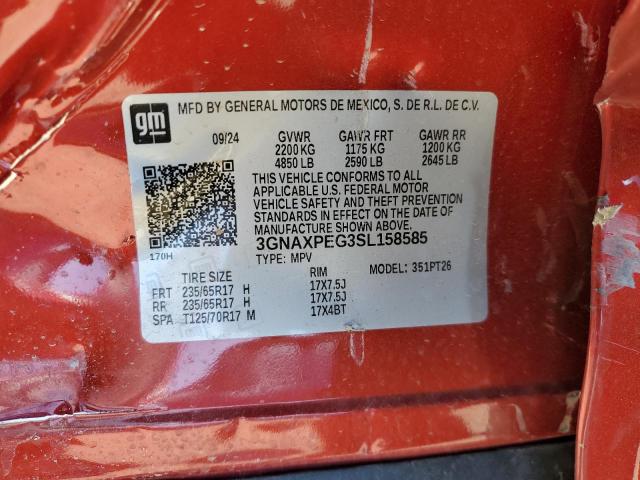 gm
MFD BY GENERAL MOTORS DE MEXICO, S. DE R.L. DE C.V.
09/24 GVWR GAWR FRT GAWR RR
2200 KG 1175 KG 1200 KG
4850 LB 2590 LB 2645 LB
THIS VEHICLE CONFORMS TO ALL
APPLICABLE U.S. FEDERAL MOTOR
VEHICLE SAFETY AND THEFT PREVENTION
STANDARDS IN EFFECT ON THE DATE OF
MANUFACTURE SHOWN ABOVE.
170H 3GNAXPEG3SL158585
TYPE: MPV MODEL: 351PT26
TIRE SIZE RIM
FRT 235/65R17 H 17X7.5J
RR 235/65R17 H 17X7.5J
SPA T125/70R17 M 17X4BT